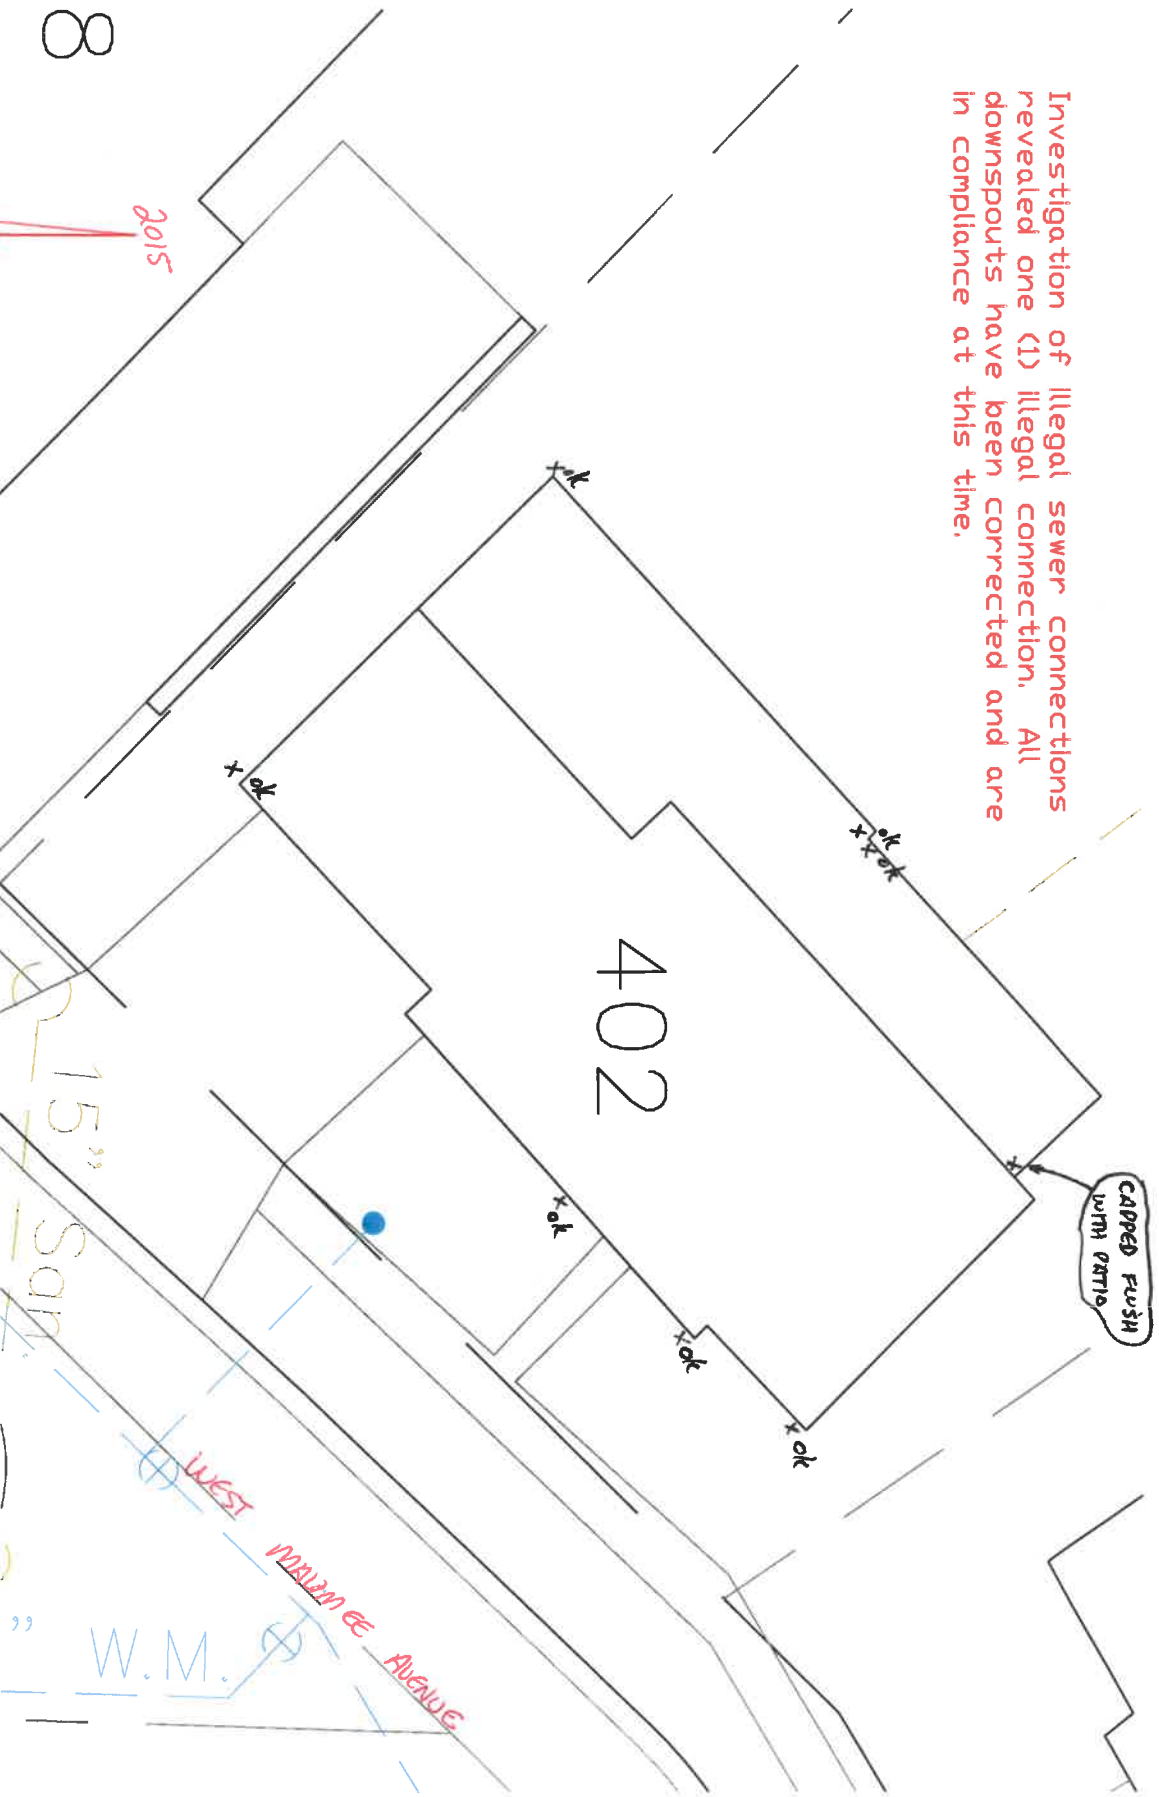 Investigation of illegal sewer connections
revealed one (1) illegal connection. All
downspouts have been corrected and are
in compliance at this time.
8
2015
ok
ok
ok
ok
402
CAPPED FLUSH
WITH PATIO
ok
ok
ok
15" San.
WEST MAUMEE AVENUE
" W.M.